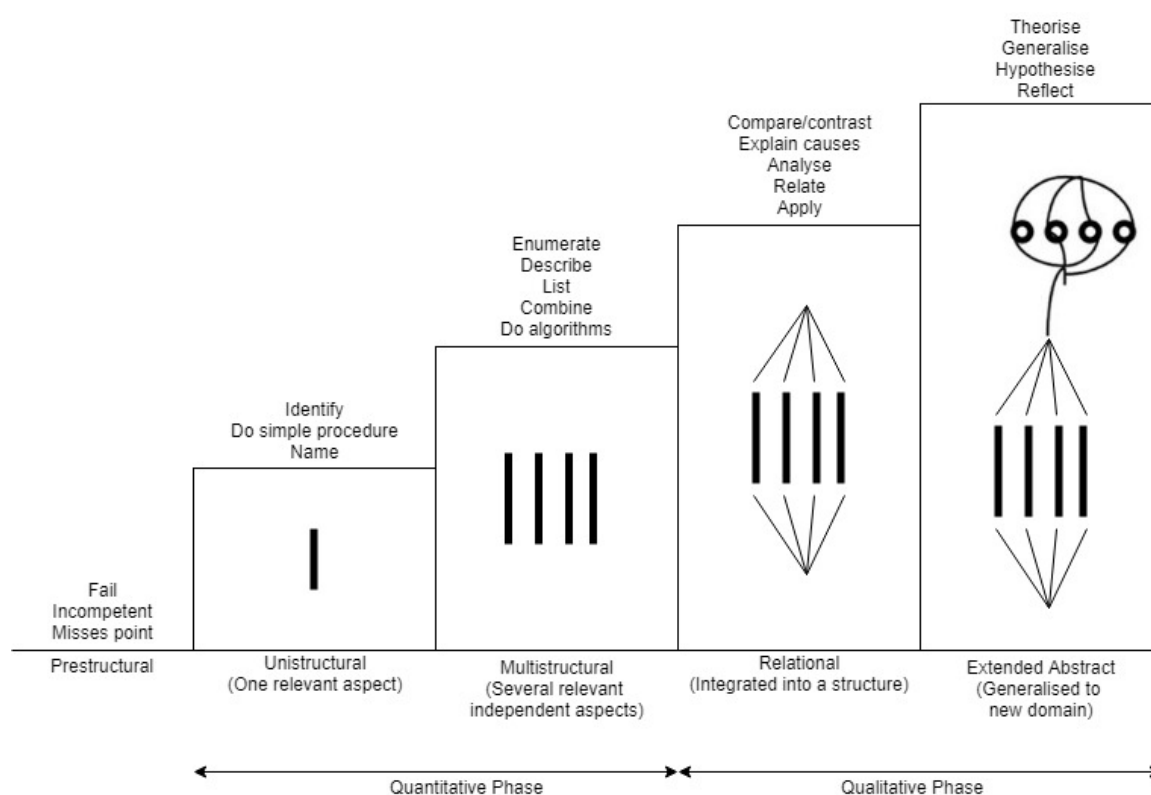 Theorise
Generalise
Hypothesise
Reflect
Compare/contrast
Explain causes
Analyse
Relate
Apply
Enumerate
Describe
List
Combine
Do algorithms
Identify
Do simple procedure
Name
Fail
Incompetent
Misses point
Prestructural
Unistructural
(One relevant aspect)
Multistructural
(Several relevant
independent aspects)
Relational
(Integrated into a structure)
Extended Abstract
(Generalised to
new domain)
Quantitative Phase
Qualitative Phase